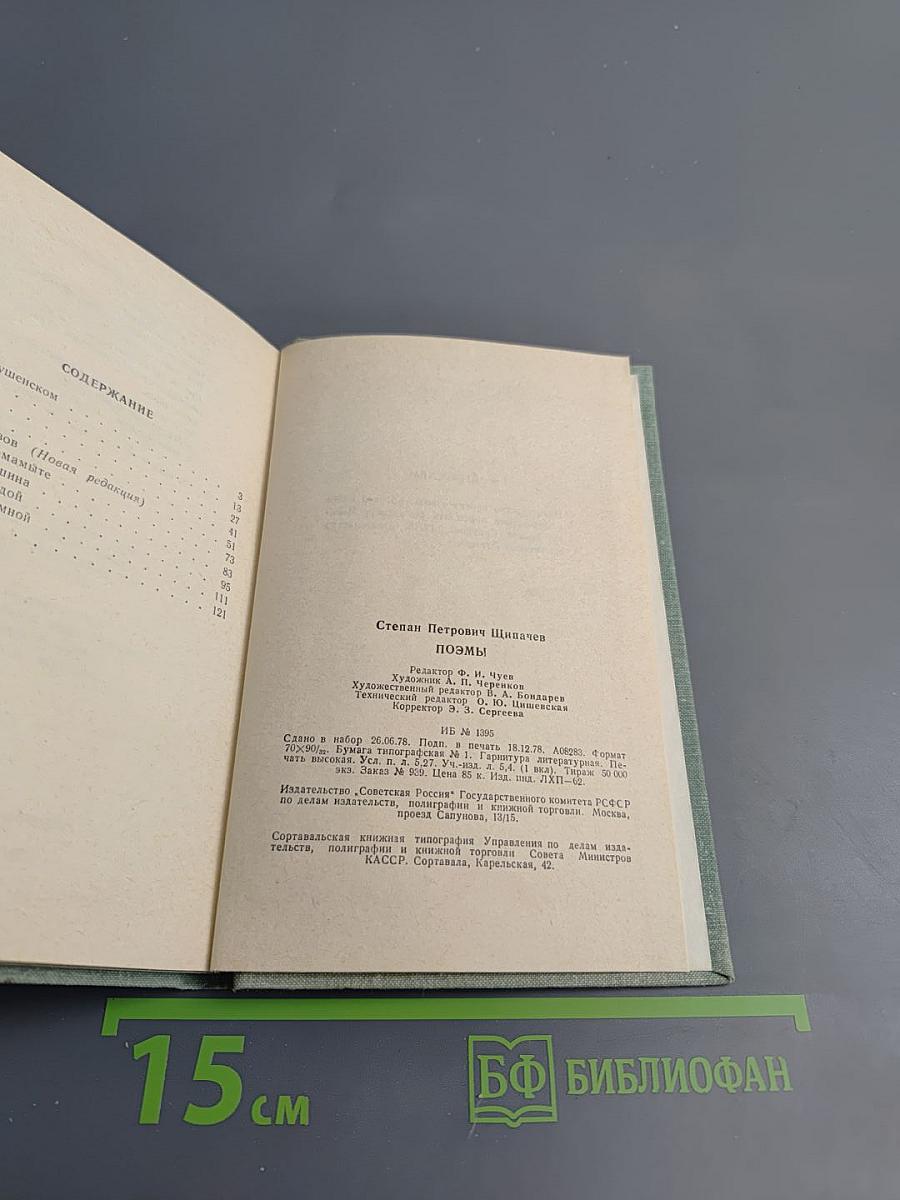 СОДЕРЖАНИЕ
ушенском
3
13
27
зов (Новая редакция)
41
мамыте
51
шина
73
дой
83
мной
95
111
121
Степан Петрович Щипачев
ПОЭМЫ
Редактор Ф. И. Чуев
Художник А. П. Черенков
Художественный редактор В. А. Бондарев
Технический редактор О. Ю. Цишевская
Корректор Э. З. Сергеева
ИБ № 1395
Сдано в набор 26.06.78. Подп. в печать 18.12.78. А08283. Формат
70×90/32. Бумага типографская № 1. Гарнитура литературная. Пе-
чать высокая. Усл. п. л. 5,27. Уч.-изд. л. 5,4. (1 вкл). Тираж 50 000
экз. Заказ № 939. Цена 85 к. Изд. инд. ЛХП—62.
Издательство „Советская Россия" Государственного комитета РСФСР
по делам издательств, полиграфии и книжной торговли. Москва,
проезд Сапунова, 13/15.
Сортавальская книжная типография Управления по делам изда-
тельств, полиграфии и книжной торговли Совета Министров
КАССР. Сортавала, Карельская, 42.
15 см
БФ БИБЛИОФАН